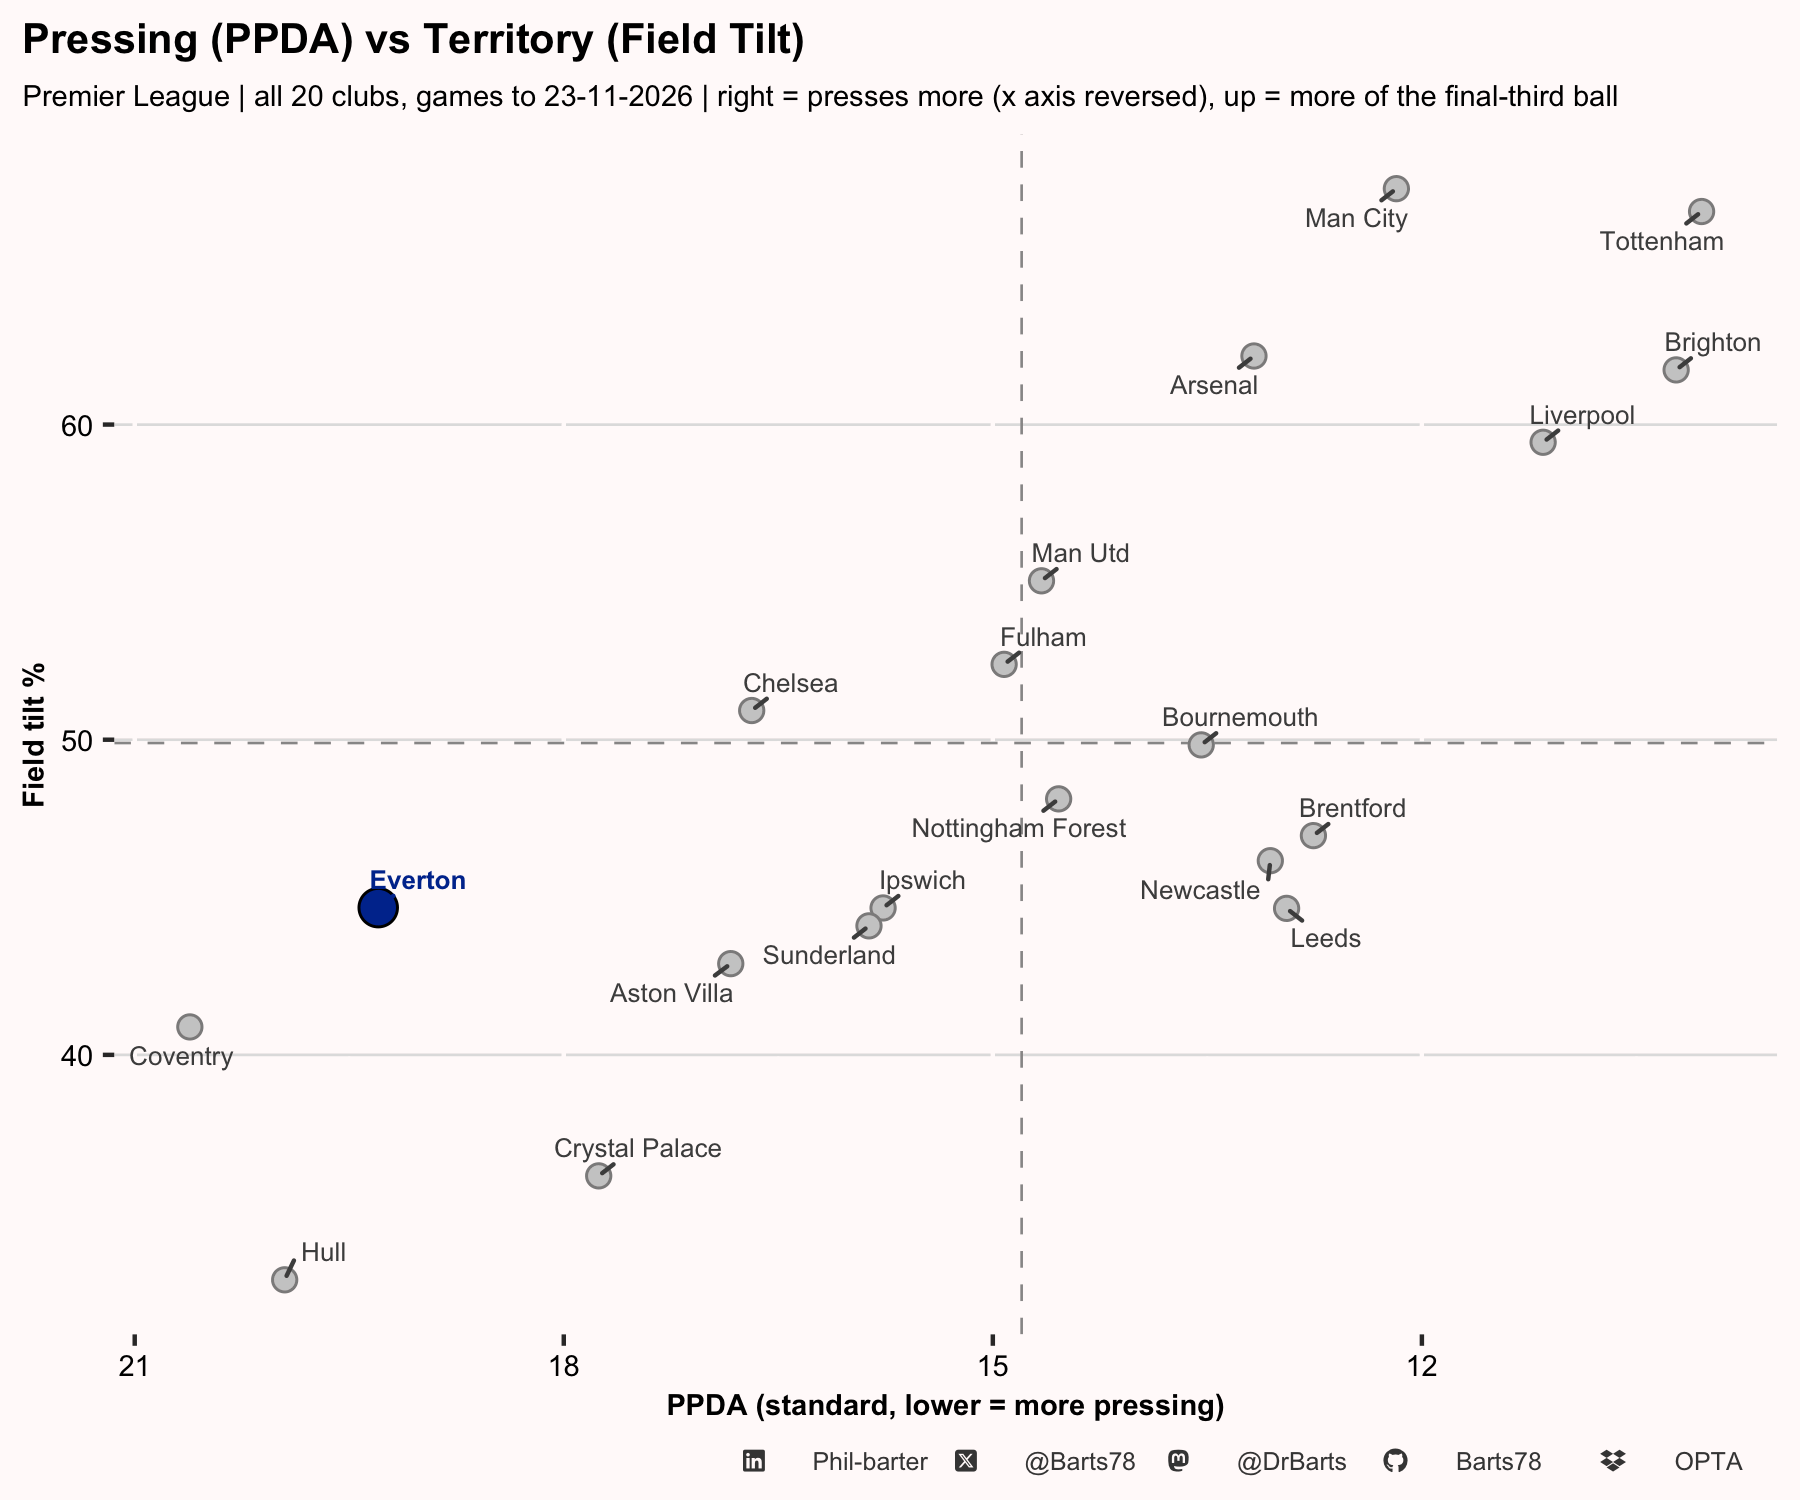 Pressing (PPDA) vs Territory (Field Tilt)
Premier League | all 20 clubs, games to 23-11-2026 | right = presses more (x axis reversed), up = more of the final-third ball
Man City
Tottenham
Brighton
Arsenal
Liverpool
60
Man Utd
Fulham
Chelsea
Bournemouth
50
Field tilt %
Nottingham Forest
Brentford
Everton
Ipswich
Newcastle
Leeds
Sunderland
Aston Villa
Coventry
40
Crystal Palace
Hull
21 18 15 12
PPDA (standard, lower = more pressing)
Phil-barter @Barts78 @DrBarts Barts78 OPTA